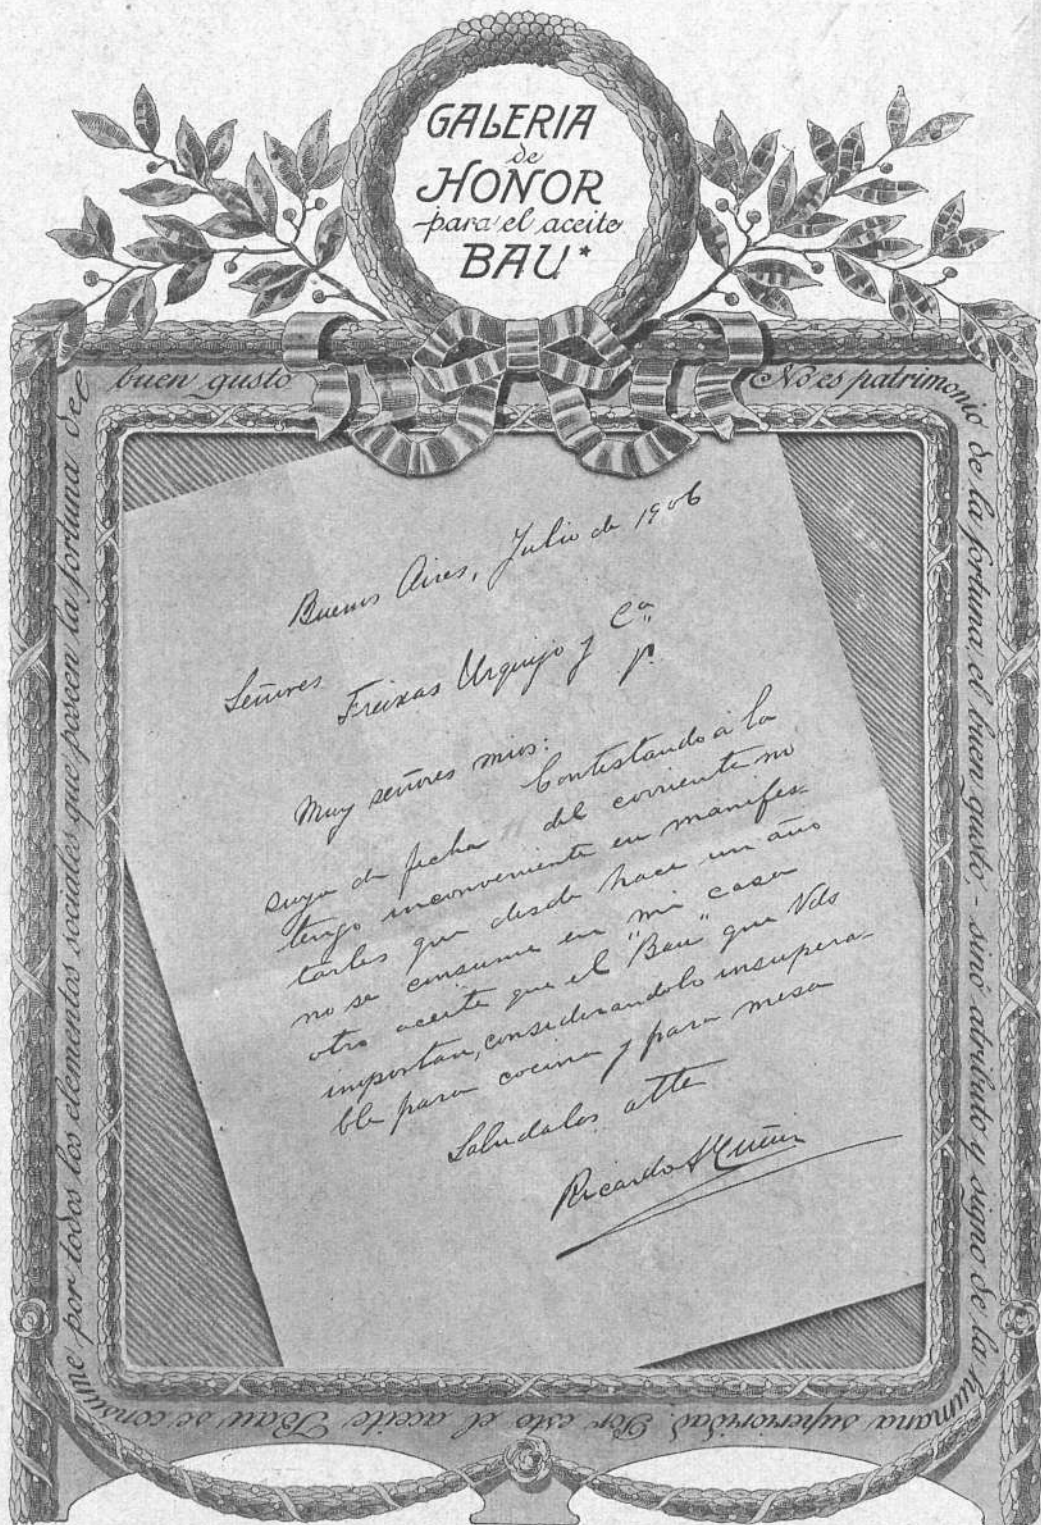 GALERIA
de
HONOR
para el aceite
BAU*
No es patrimonio de la fortuna, el buen gusto, - sinó atributo y signo de la humana superioridad. Por esto el aceite Bau se consume por todos los elementos sociales que poseen la fortuna del buen gusto
Buenos Aires, Julio de 1906
Señores
Freixas Urquijo y Cª
p.
Muy señores mios:
Contestando á la
suya de fecha 11 del corriente no
tengo inconveniente en manifes-
tarles que desde hace un año
no se consume en mi casa
otro aceite que el "Bau" que Vds
importan, considerandolo insupera-
ble para cocina y para mesa
Saludalos atte
Ricardo